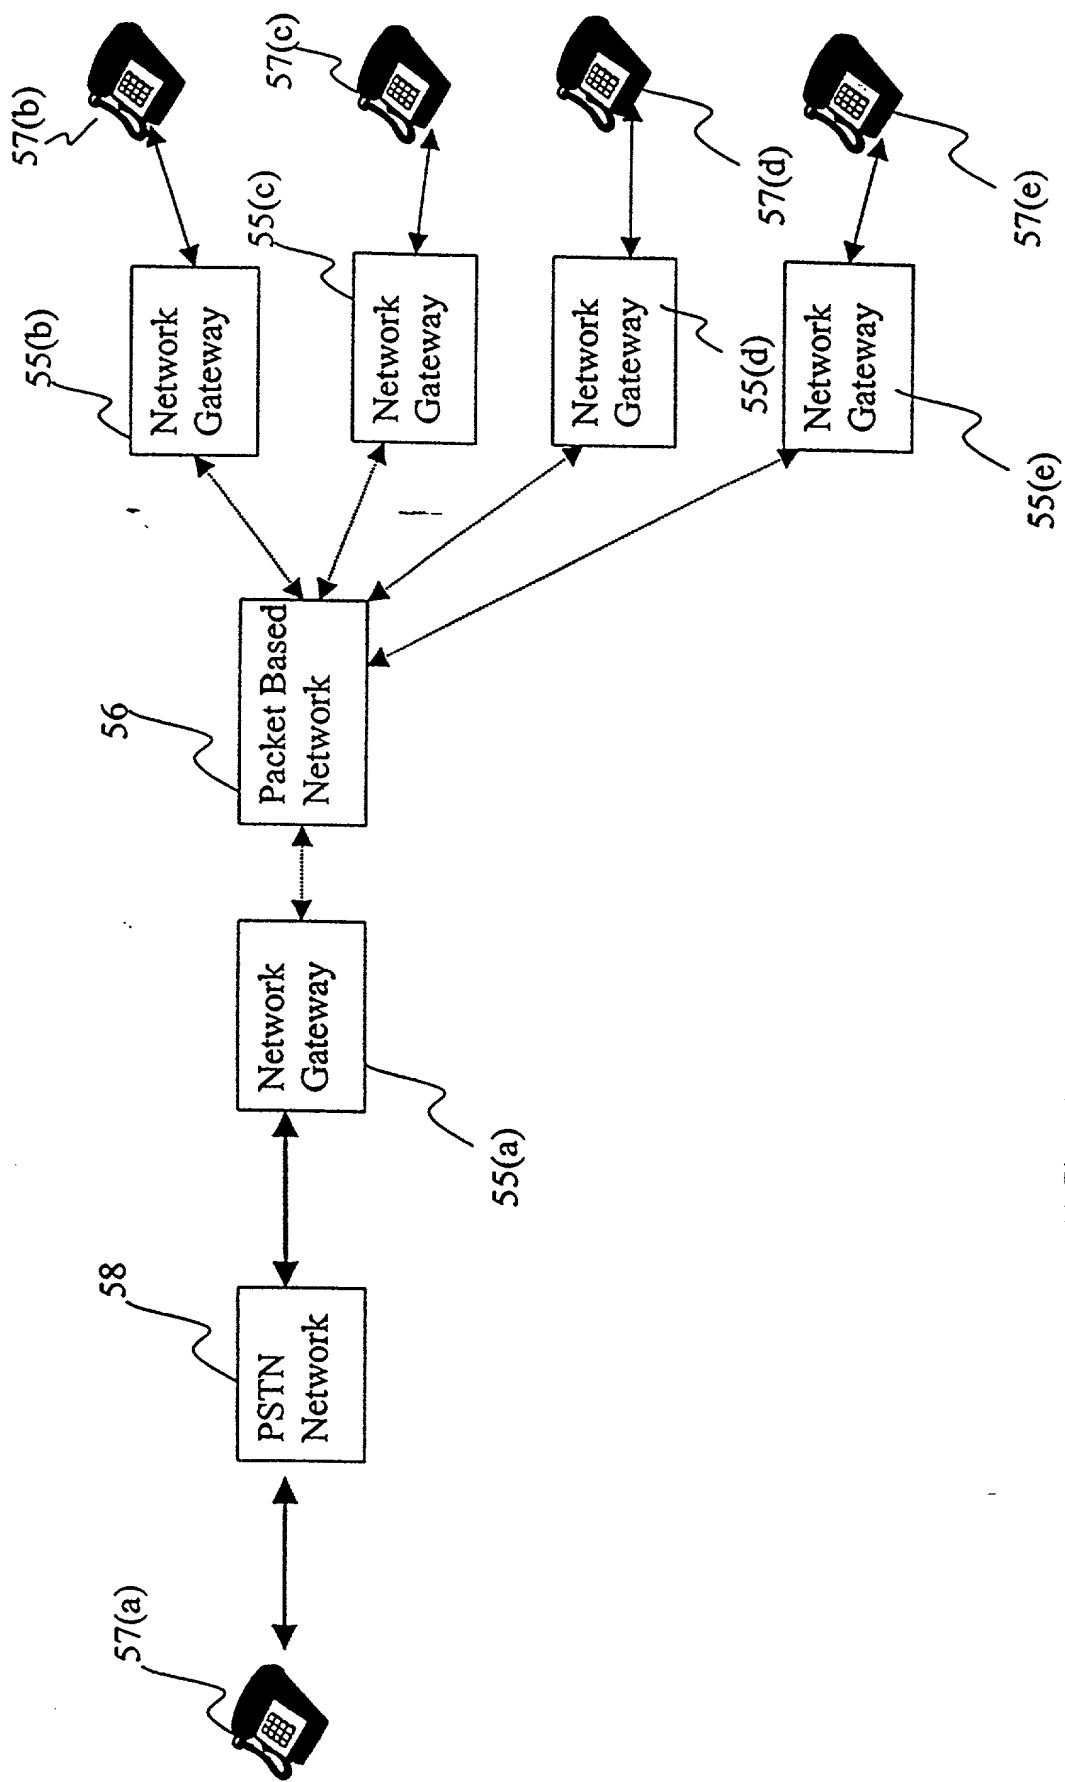 57(a)
58
PSTN
Network
55(a)
Network
Gateway
56
Packet Based
Network
55(b)
Network
Gateway
57(b)
55(c)
Network
Gateway
57(c)
Network
Gateway
55(d)
57(d)
Network
Gateway
55(e)
57(e)